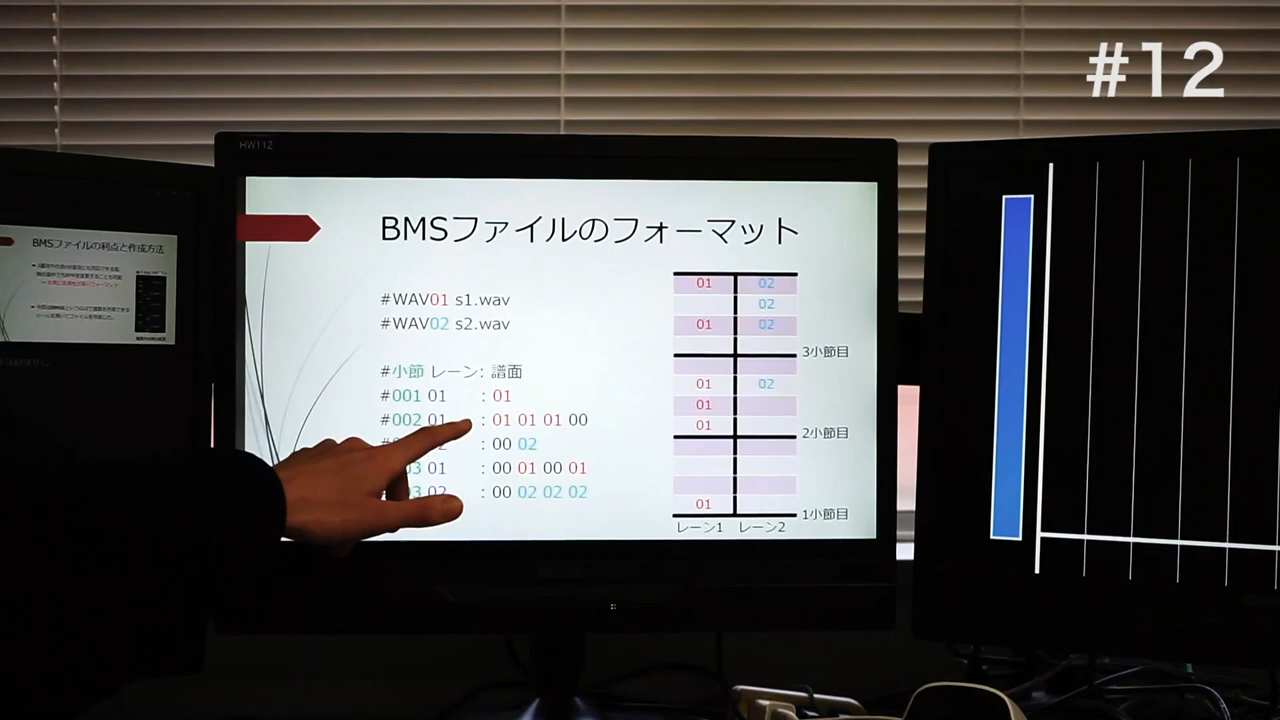 #12
HW112
BMSファイルの利点と作成方法
BMSファイルのフォーマット
#WAV01 s1.wav
#WAV02 s2.wav
#小節 レーン: 譜面
#001 01 : 01
#002 01 : 01 01 01 00
: 00 02
03 01 : 00 01 00 01
03 02 : 00 02 02 02
01 02
02
01 02
3小節目
01 02
01
01
2小節目
01
1小節目
レーン1 レーン2